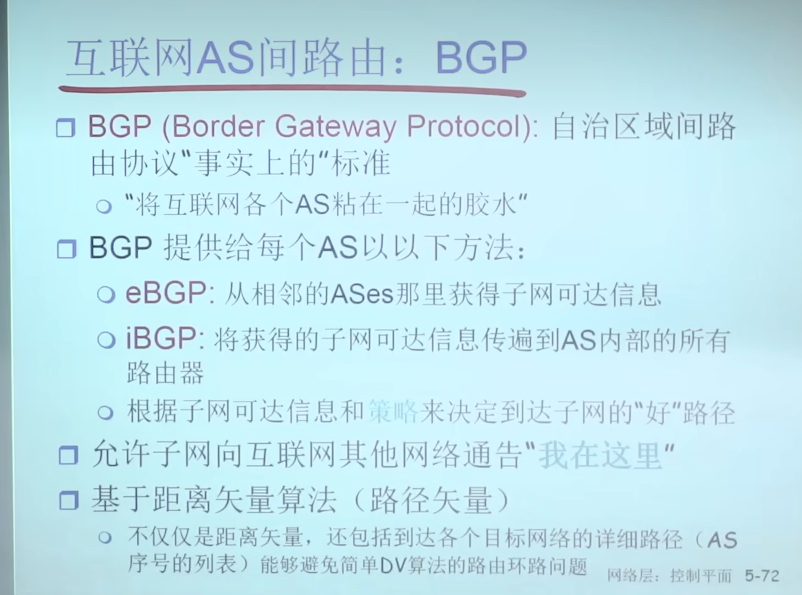 互联网AS间路由：BGP
BGP (Border Gateway Protocol): 自治区域间路
由协议“事实上的”标准
“将互联网各个AS粘在一起的胶水”
BGP 提供给每个AS以以下方法：
eBGP: 从相邻的ASes那里获得子网可达信息
iBGP: 将获得的子网可达信息传遍到AS内部的所有
路由器
根据子网可达信息和策略来决定到达子网的“好”路径
允许子网向互联网其他网络通告“我在这里”
基于距离矢量算法（路径矢量）
不仅仅是距离矢量，还包括到达各个目标网络的详细路径（AS
序号的列表）能够避免简单DV算法的路由环路问题
网络层：控制平面 5-72